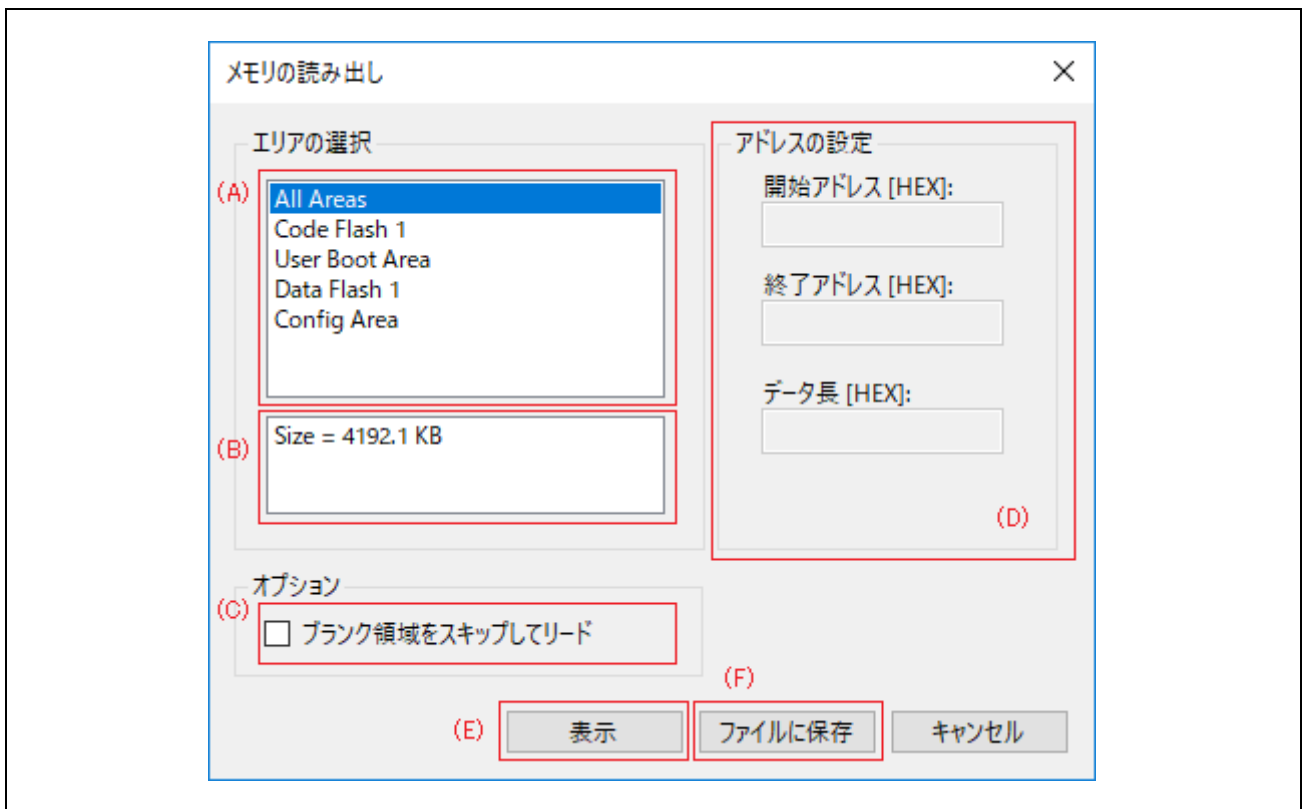 メモリの読み出し
エリアの選択
(A)
All Areas
Code Flash 1
User Boot Area
Data Flash 1
Config Area
(B)
Size = 4192.1 KB
アドレスの設定
開始アドレス [HEX]:
終了アドレス [HEX]:
データ長 [HEX]:
(D)
オプション
(C)
ブランク領域をスキップしてリード
(F)
(E)
表示
ファイルに保存
キャンセル